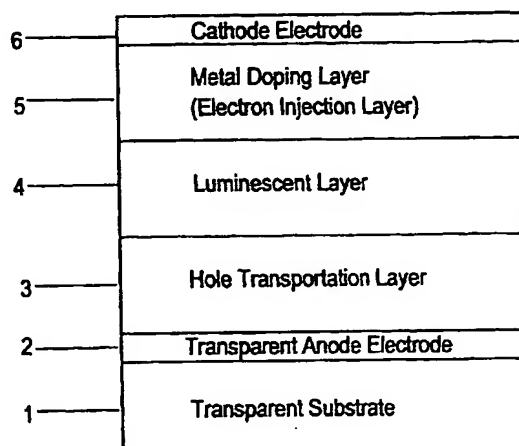 6 Cathode Electrode
5 Metal Doping Layer
(Electron Injection Layer)
4 Luminescent Layer
3 Hole Transportation Layer
2 Transparent Anode Electrode
1 Transparent Substrate